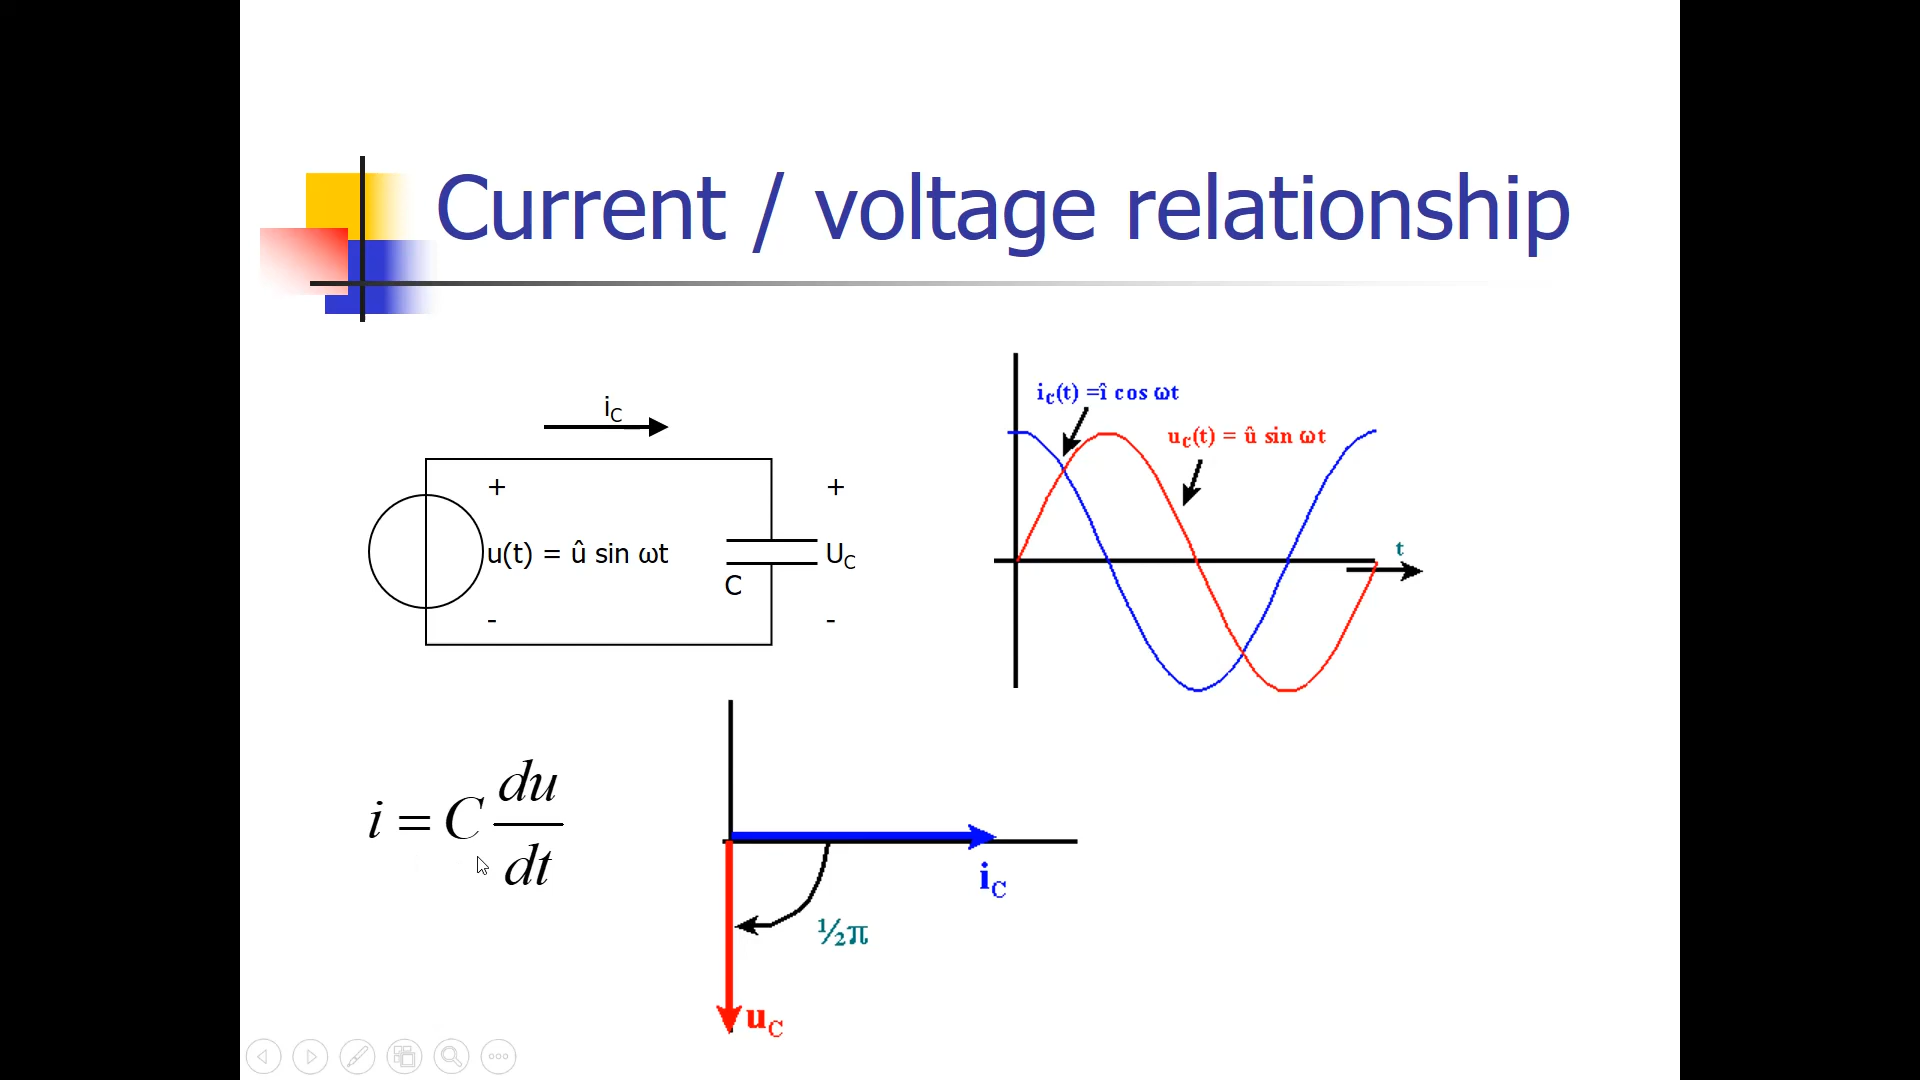 Current / voltage relationship
iC
+
u(t) = û sin ωt
-
+
UC
C
-
iC(t) =î cos ωt
uC(t) = û sin ωt
t
i = C du/dt
iC
½π
uC